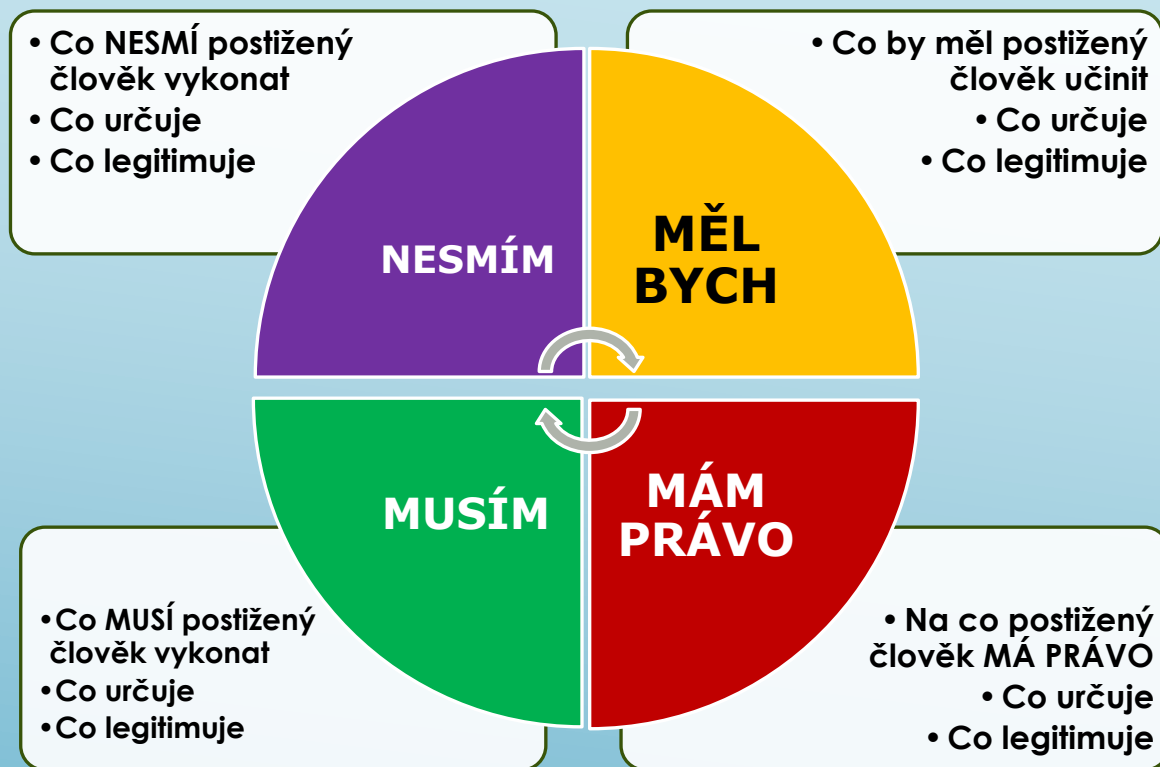 • Co NESMÍ postižený
člověk vykonat
• Co určuje
• Co legitimuje
• Co by měl postižený
člověk učinit
• Co určuje
• Co legitimuje
NESMÍM
MĚL
BYCH
MUSÍM
MÁM
PRÁVO
• Co MUSÍ postižený
člověk vykonat
• Co určuje
• Co legitimuje
• Na co postižený
člověk MÁ PRÁVO
• Co určuje
• Co legitimuje